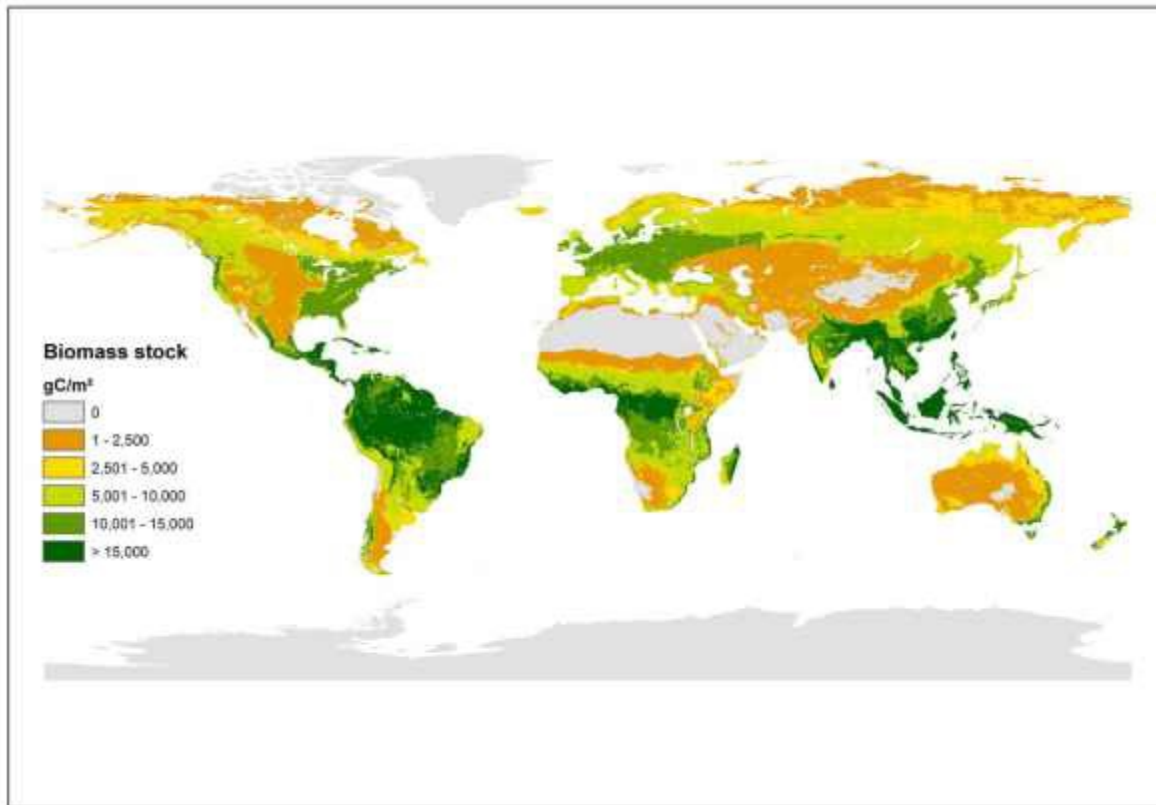 Biomass stock
gC/m²
0
1 - 2,500
2,501 - 5,000
5,001 - 10,000
10,001 - 15,000
> 15,000